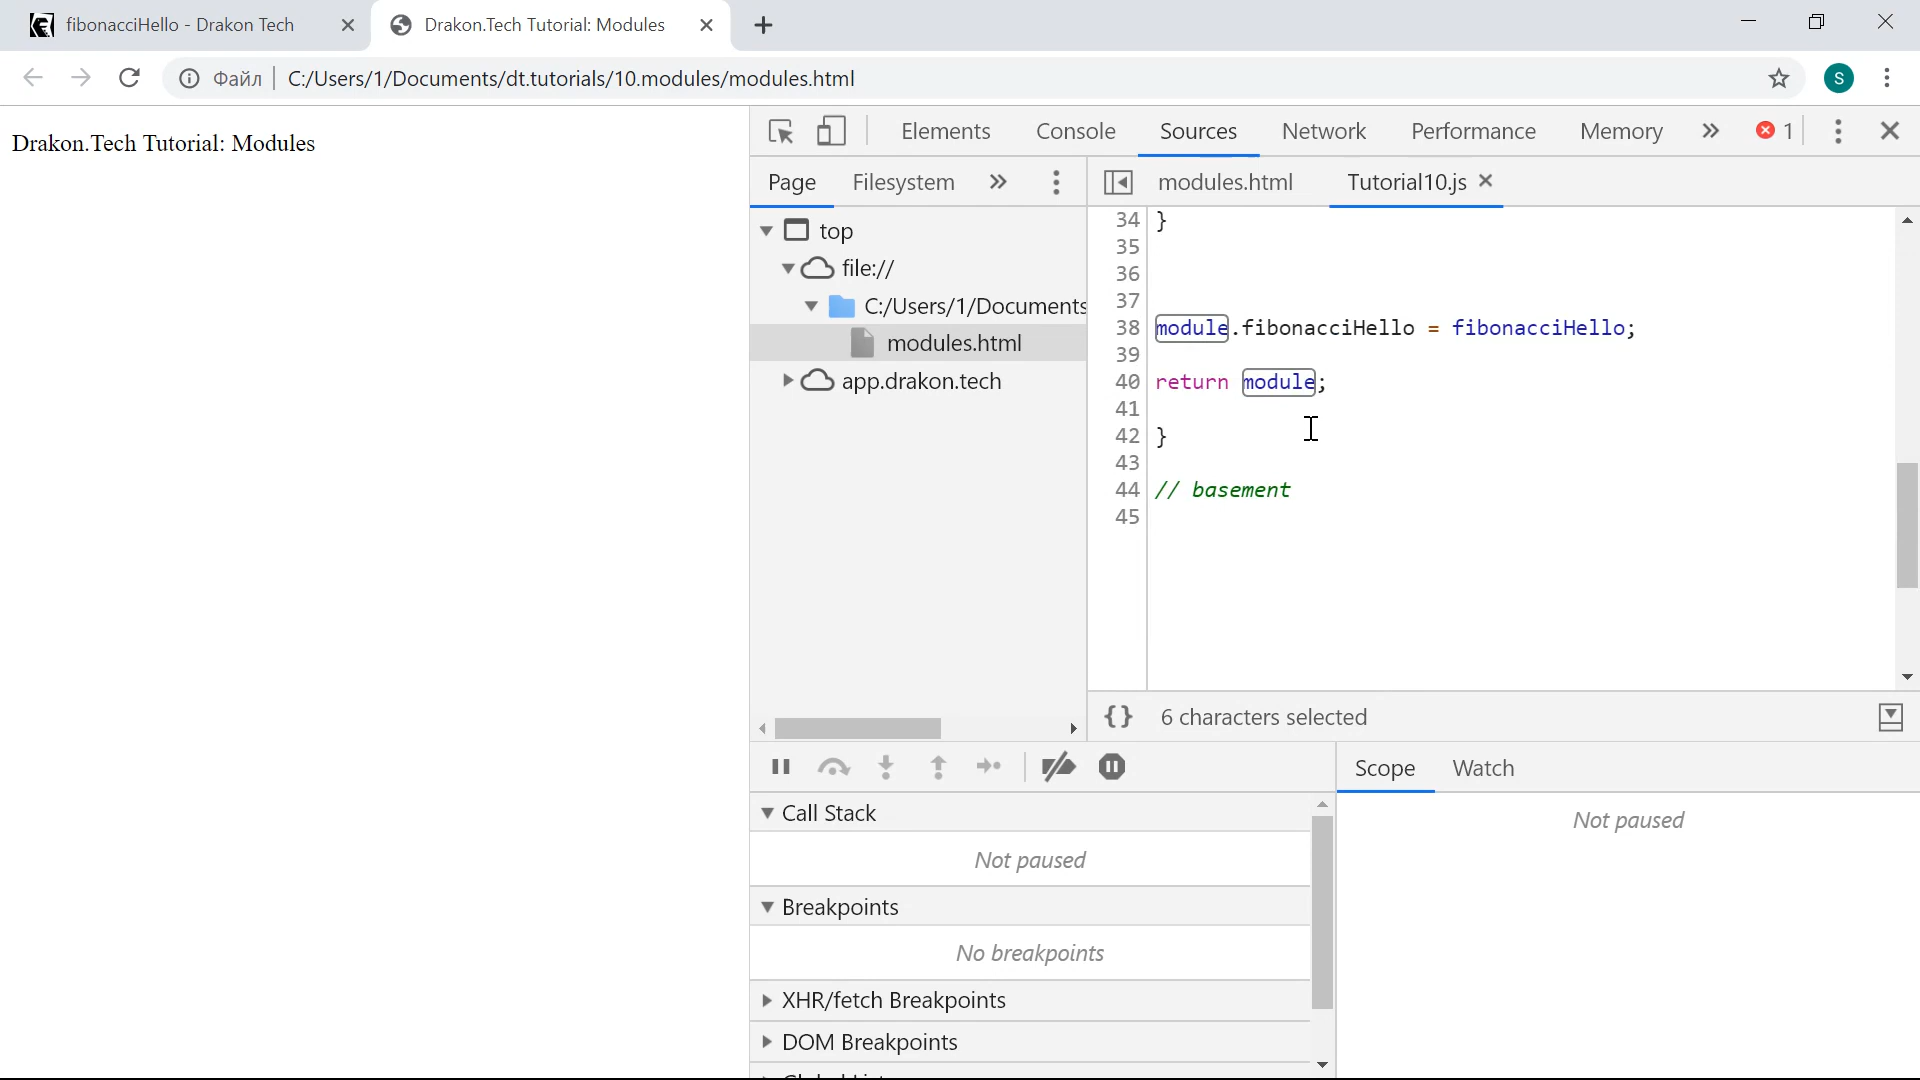 fibonacciHello - Drakon Tech
Drakon.Tech Tutorial: Modules
Файл
C:/Users/1/Documents/dt.tutorials/10.modules/modules.html
S
Drakon.Tech Tutorial: Modules
Elements
Console
Sources
Network
Performance
Memory
1
Page
Filesystem
modules.html
Tutorial10.js
top
file://
C:/Users/1/Documents
modules.html
app.drakon.tech
34 }
35
36
37
38 module.fibonacciHello = fibonacciHello;
39
40 return module;
41
42 }
43
44 // basement
45
{} 6 characters selected
Scope
Watch
Call Stack
Not paused
Not paused
Breakpoints
No breakpoints
XHR/fetch Breakpoints
DOM Breakpoints